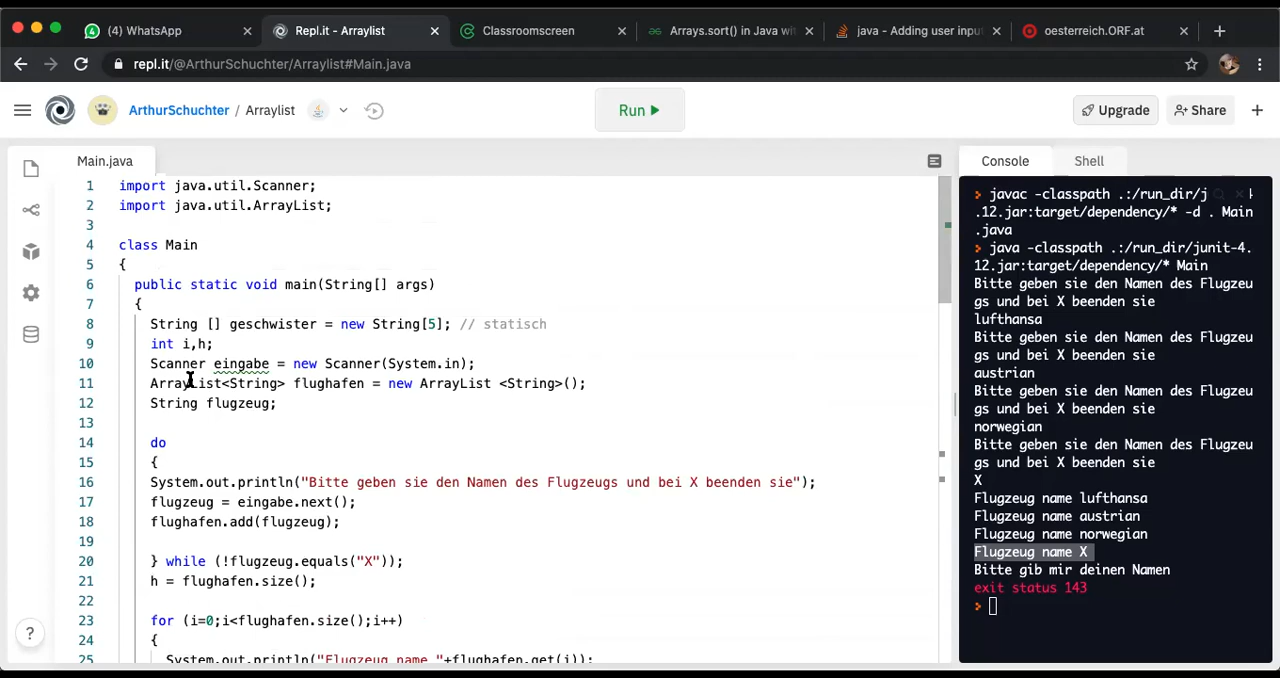 (4) WhatsApp
Repl.it - Arraylist
Classroomscreen
Arrays.sort() in Java wit
java - Adding user input
oesterreich.ORF.at
repl.it/@ArthurSchuchter/Arraylist#Main.java
ArthurSchuchter / Arraylist
Run
Upgrade
Share
Main.java
1 import java.util.Scanner;
2 import java.util.ArrayList;
3
4 class Main
5 {
6 public static void main(String[] args)
7 {
8 String [] geschwister = new String[5]; // statisch
9 int i,h;
10 Scanner eingabe = new Scanner(System.in);
11 ArrayList<String> flughafen = new ArrayList <String>();
12 String flugzeug;
13
14 do
15 {
16 System.out.println("Bitte geben sie den Namen des Flugzeugs und bei X beenden sie");
17 flugzeug = eingabe.next();
18 flughafen.add(flugzeug);
19
20 } while (!flugzeug.equals("X"));
21 h = flughafen.size();
22
23 for (i=0;i<flughafen.size();i++)
24 {
25 System.out.println("Flugzeug name "+flughafen.get(i));
?
Console
Shell
javac -classpath .:/run_dir/j
.12.jar:target/dependency/* -d . Main
.java
java -classpath .:/run_dir/junit-4.
12.jar:target/dependency/* Main
Bitte geben sie den Namen des Flugzeu
gs und bei X beenden sie
lufthansa
Bitte geben sie den Namen des Flugzeu
gs und bei X beenden sie
austrian
Bitte geben sie den Namen des Flugzeu
gs und bei X beenden sie
norwegian
Bitte geben sie den Namen des Flugzeu
gs und bei X beenden sie
X
Flugzeug name lufthansa
Flugzeug name austrian
Flugzeug name norwegian
Flugzeug name X
Bitte gib mir deinen Namen
exit status 143